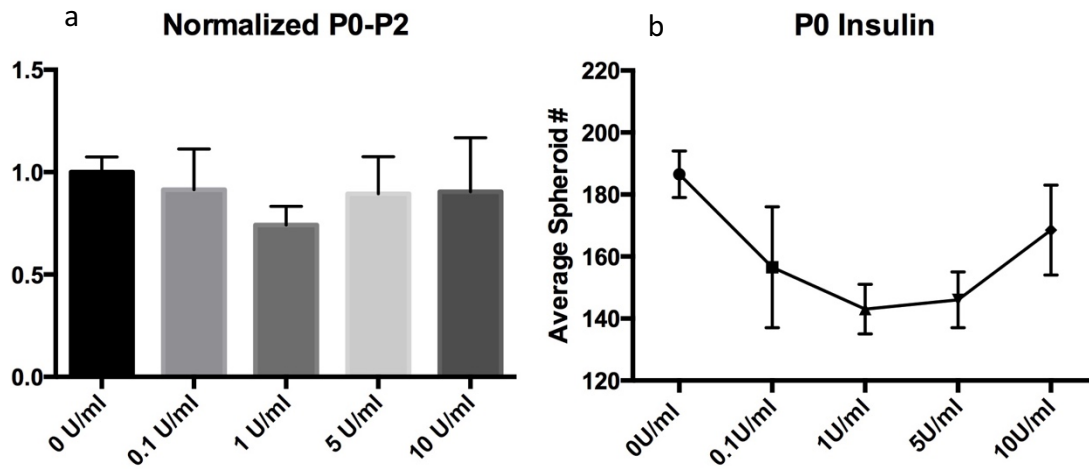 a
Normalized P0-P2
1.5
1.0
0.5
0.0
0 U/ml
0.1 U/ml
1 U/ml
5 U/ml
10 U/ml
b
P0 Insulin
Average Spheroid #
220
200
180
160
140
120
0U/ml
0.1U/ml
1U/ml
5U/ml
10U/ml